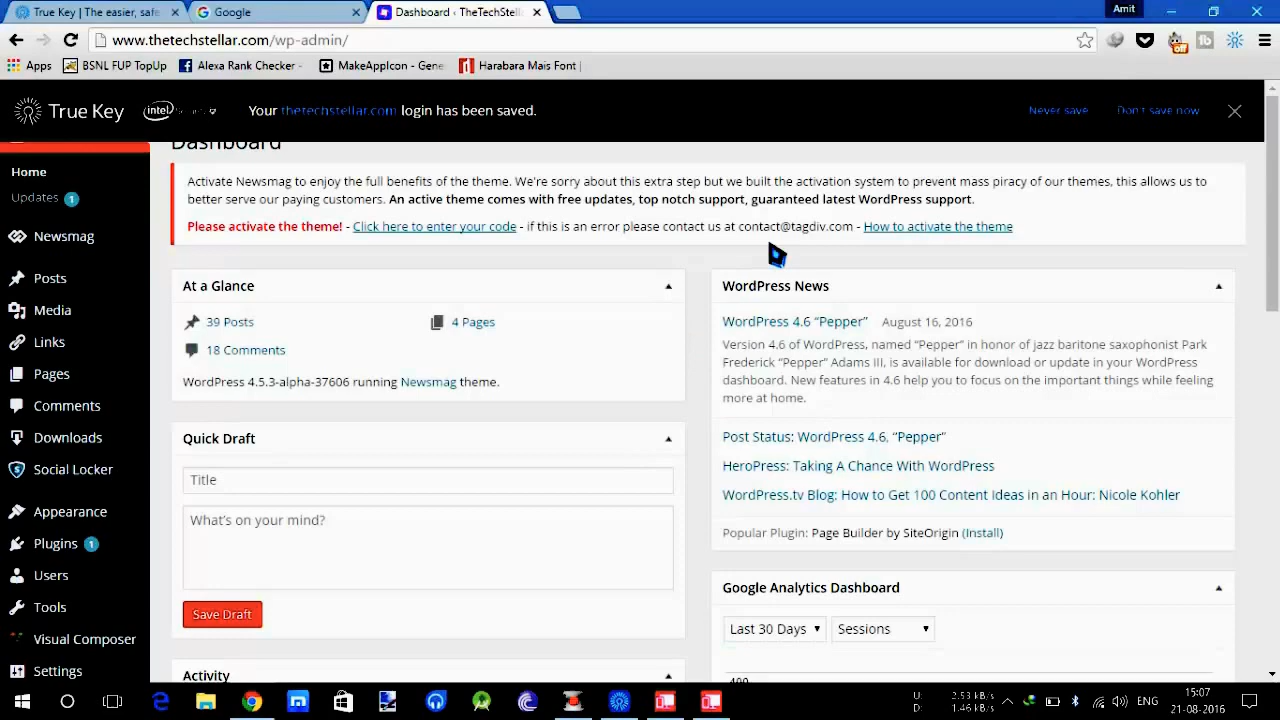 True Key | The easier, safe
Google
Dashboard ‹ TheTechStella
Amit
www.thetechstellar.com/wp-admin/
Apps
BSNL FUP TopUp
Alexa Rank Checker -
MakeAppIcon - Gene
Harabara Mais Font |
True Key
intel
Your thetechstellar.com login has been saved.
Never save
Don't save now
Dashboard
Home
Updates 1
Newsmag
Posts
Media
Links
Pages
Comments
Downloads
Social Locker
Appearance
Plugins 1
Users
Tools
Visual Composer
Settings
Activate Newsmag to enjoy the full benefits of the theme. We're sorry about this extra step but we built the activation system to prevent mass piracy of our themes, this allows us to
better serve our paying customers. An active theme comes with free updates, top notch support, guaranteed latest WordPress support.
Please activate the theme! - Click here to enter your code - if this is an error please contact us at contact@tagdiv.com - How to activate the theme
At a Glance
39 Posts
4 Pages
18 Comments
WordPress 4.5.3-alpha-37606 running Newsmag theme.
Quick Draft
Title
What's on your mind?
Save Draft
Activity
WordPress News
WordPress 4.6 “Pepper” August 16, 2016
Version 4.6 of WordPress, named “Pepper” in honor of jazz baritone saxophonist Park
Frederick “Pepper” Adams III, is available for download or update in your WordPress
dashboard. New features in 4.6 help you to focus on the important things while feeling
more at home.
Post Status: WordPress 4.6, “Pepper”
HeroPress: Taking A Chance With WordPress
WordPress.tv Blog: How to Get 100 Content Ideas in an Hour: Nicole Kohler
Popular Plugin: Page Builder by SiteOrigin (Install)
Google Analytics Dashboard
Last 30 Days
Sessions
400
U: 2.53 kB/s
D: 1.46 kB/s
ENG
15:07
21-08-2016